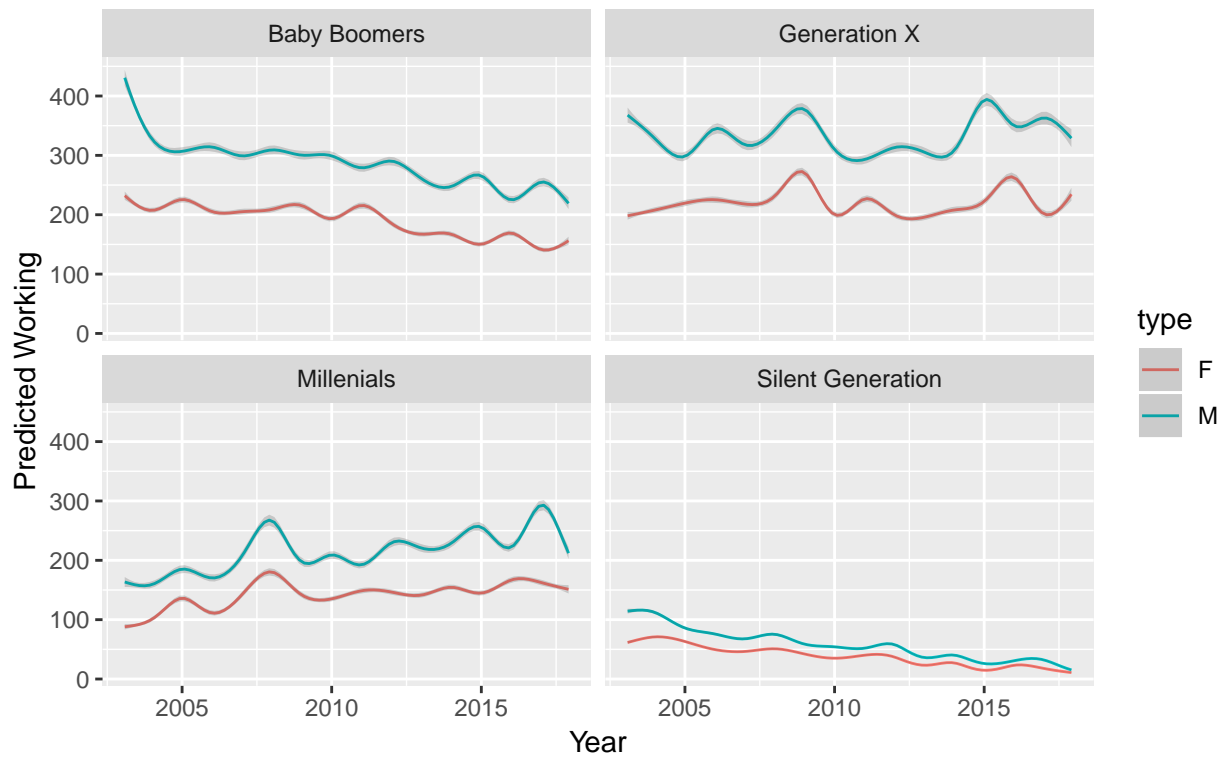 Baby Boomers
Generation X
400
300
200
100
0
Millenials
Silent Generation
400
300
200
100
0
2005
2010
2015
2005
2010
2015
Predicted Working
Year
type
F
M